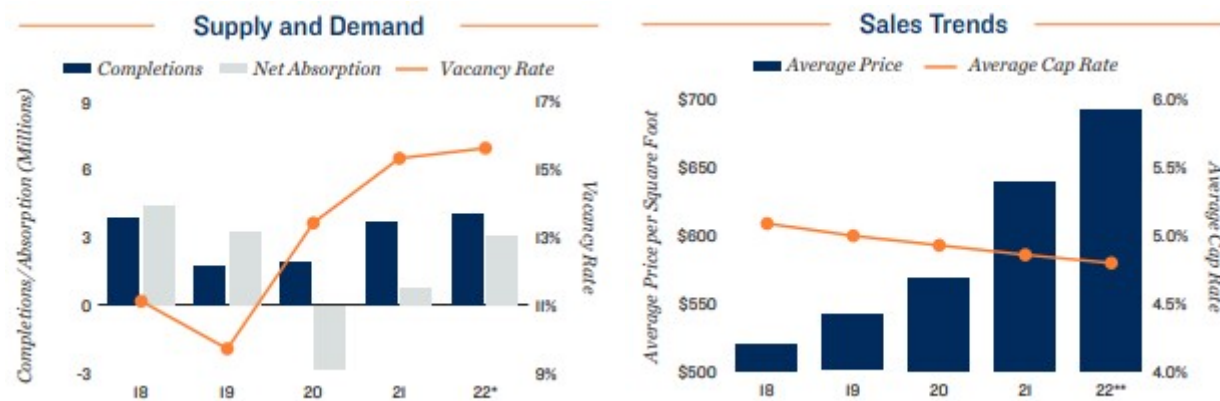 Supply and Demand
Completions Net Absorption Vacancy Rate
Completions/Absorption (Millions)
9
6
3
0
-3
17%
15%
13%
11%
9%
Vacancy Rate
18 19 20 21 22*
Sales Trends
Average Price Average Cap Rate
Average Price per Square Foot
$700
$650
$600
$550
$500
6.0%
5.5%
5.0%
4.5%
4.0%
Average Cap Rate
18 19 20 21 22**